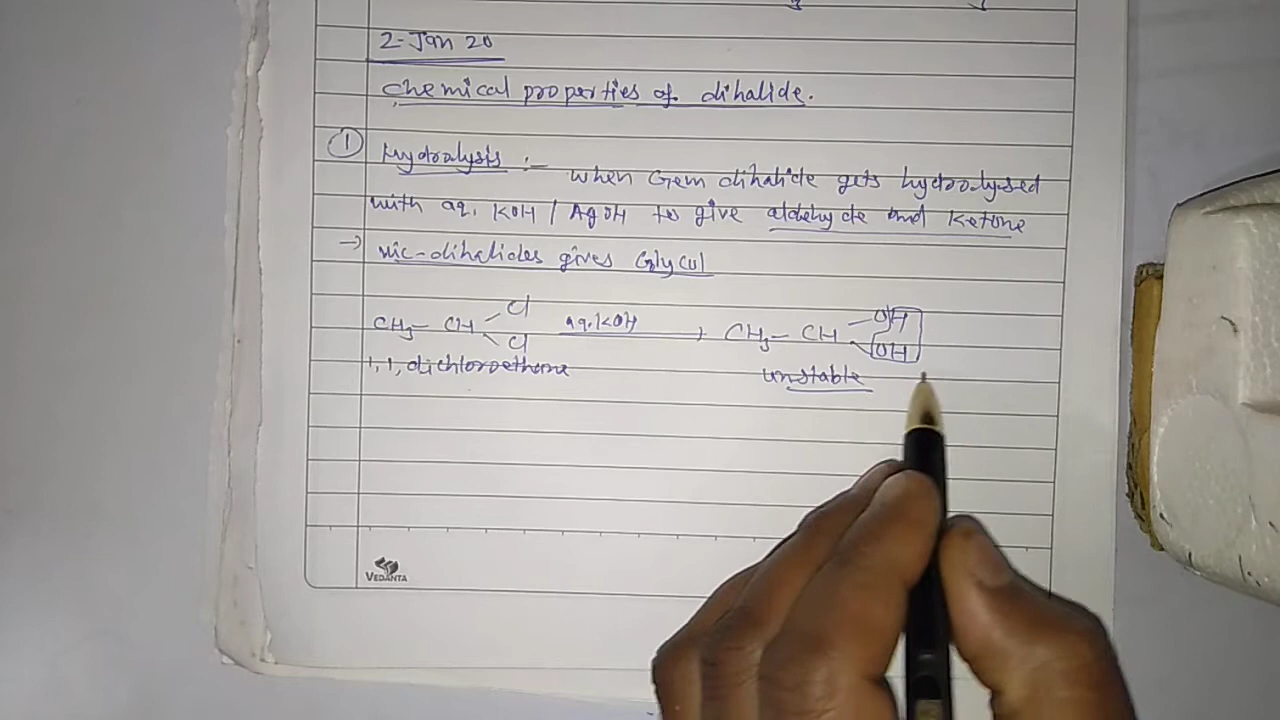 2-Jan 20
chemical properties of dihalide.
1 Hydrolysis :- when Gem dihalide gets hydrolysed
with aq. KOH / AgOH to give aldehyde and Ketone
→ vic-dihalides gives Glycol
Cl OH
CH3- CH aq.KOH → CH3- CH
Cl OH
1,1, dichloroethane unstable
VEDANTA